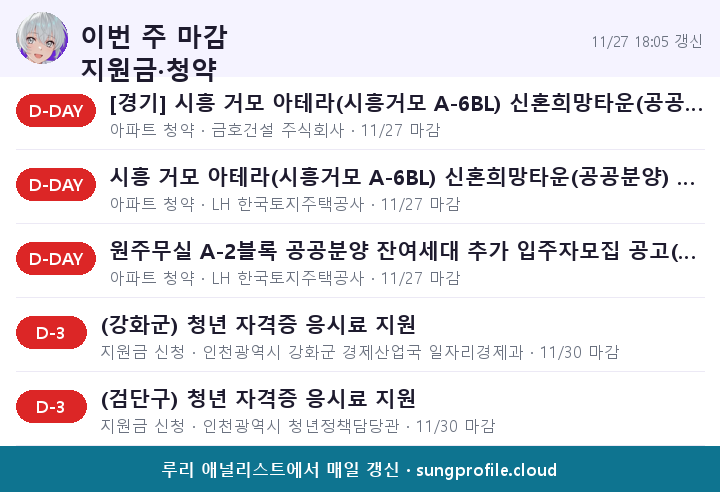 이번 주 마감
지원금·청약
11/27 18:05 갱신
D-DAY
[경기] 시흥 거모 아테라(시흥거모 A-6BL) 신혼희망타운(공공...
아파트 청약 · 금호건설 주식회사 · 11/27 마감
D-DAY
시흥 거모 아테라(시흥거모 A-6BL) 신혼희망타운(공공분양) ...
아파트 청약 · LH 한국토지주택공사 · 11/27 마감
D-DAY
원주무실 A-2블록 공공분양 잔여세대 추가 입주자모집 공고(...
아파트 청약 · LH 한국토지주택공사 · 11/27 마감
D-3
(강화군) 청년 자격증 응시료 지원
지원금 신청 · 인천광역시 강화군 경제산업국 일자리경제과 · 11/30 마감
D-3
(검단구) 청년 자격증 응시료 지원
지원금 신청 · 인천광역시 청년정책담당관 · 11/30 마감
루리 애널리스트에서 매일 갱신 · sungprofile.cloud